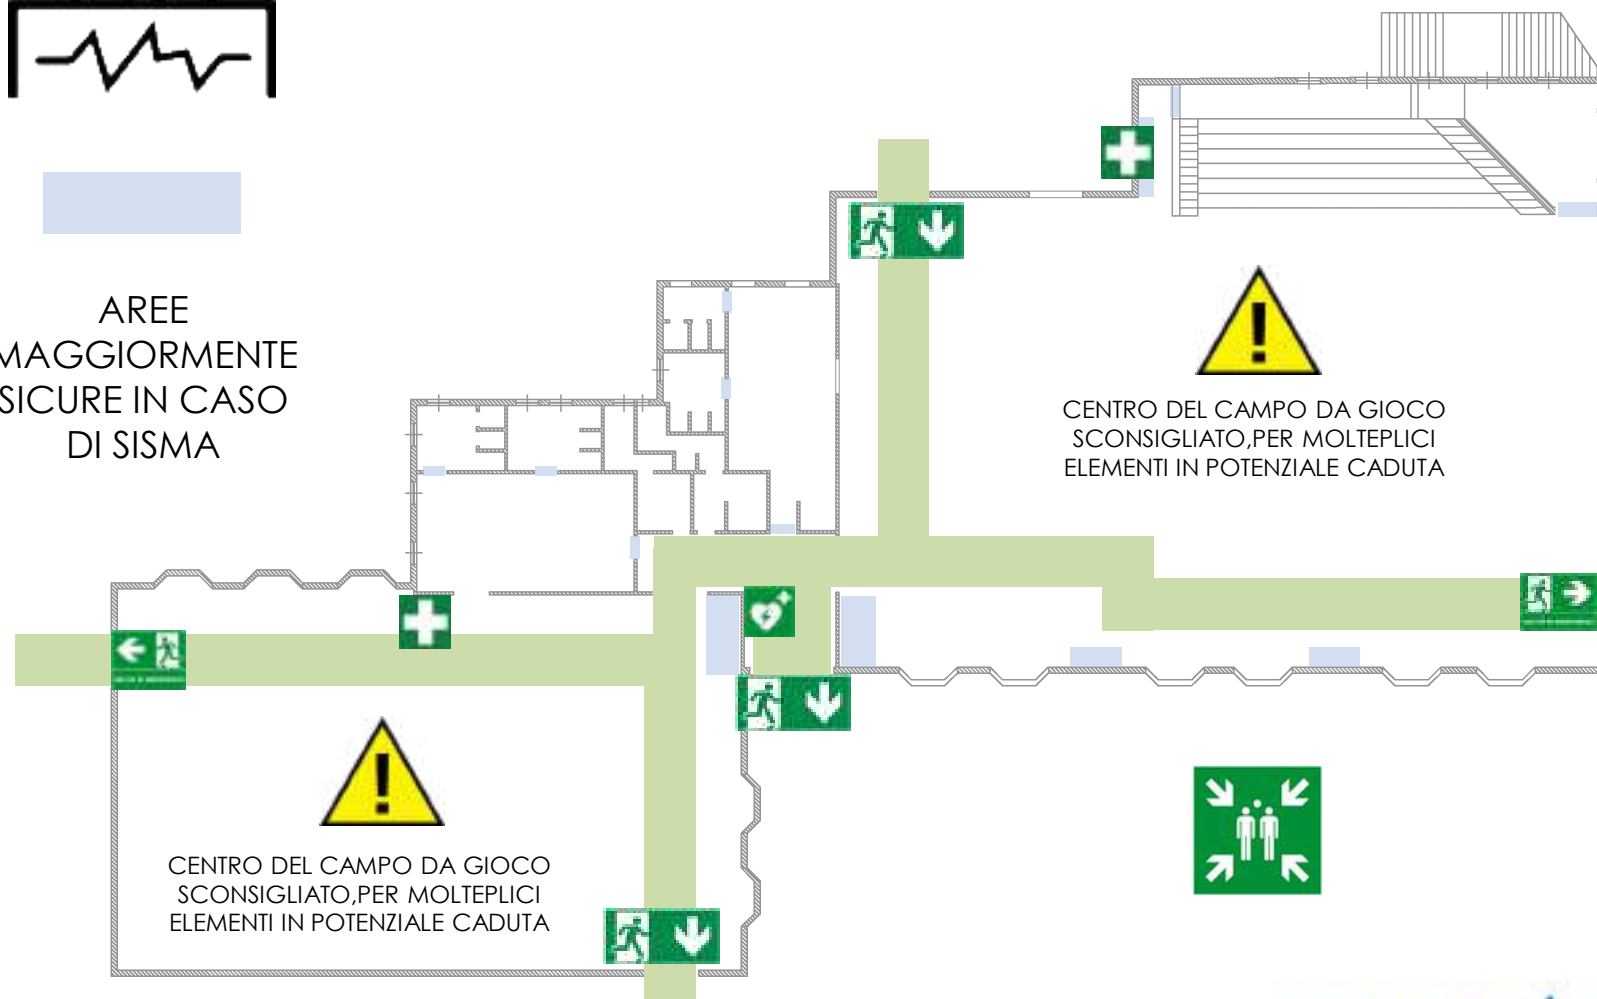 AREE
MAGGIORMENTE
SICURE IN CASO
DI SISMA
CENTRO DEL CAMPO DA GIOCO
SCONSIGLIATO,PER MOLTEPLICI
ELEMENTI IN POTENZIALE CADUTA
CENTRO DEL CAMPO DA GIOCO
SCONSIGLIATO,PER MOLTEPLICI
ELEMENTI IN POTENZIALE CADUTA